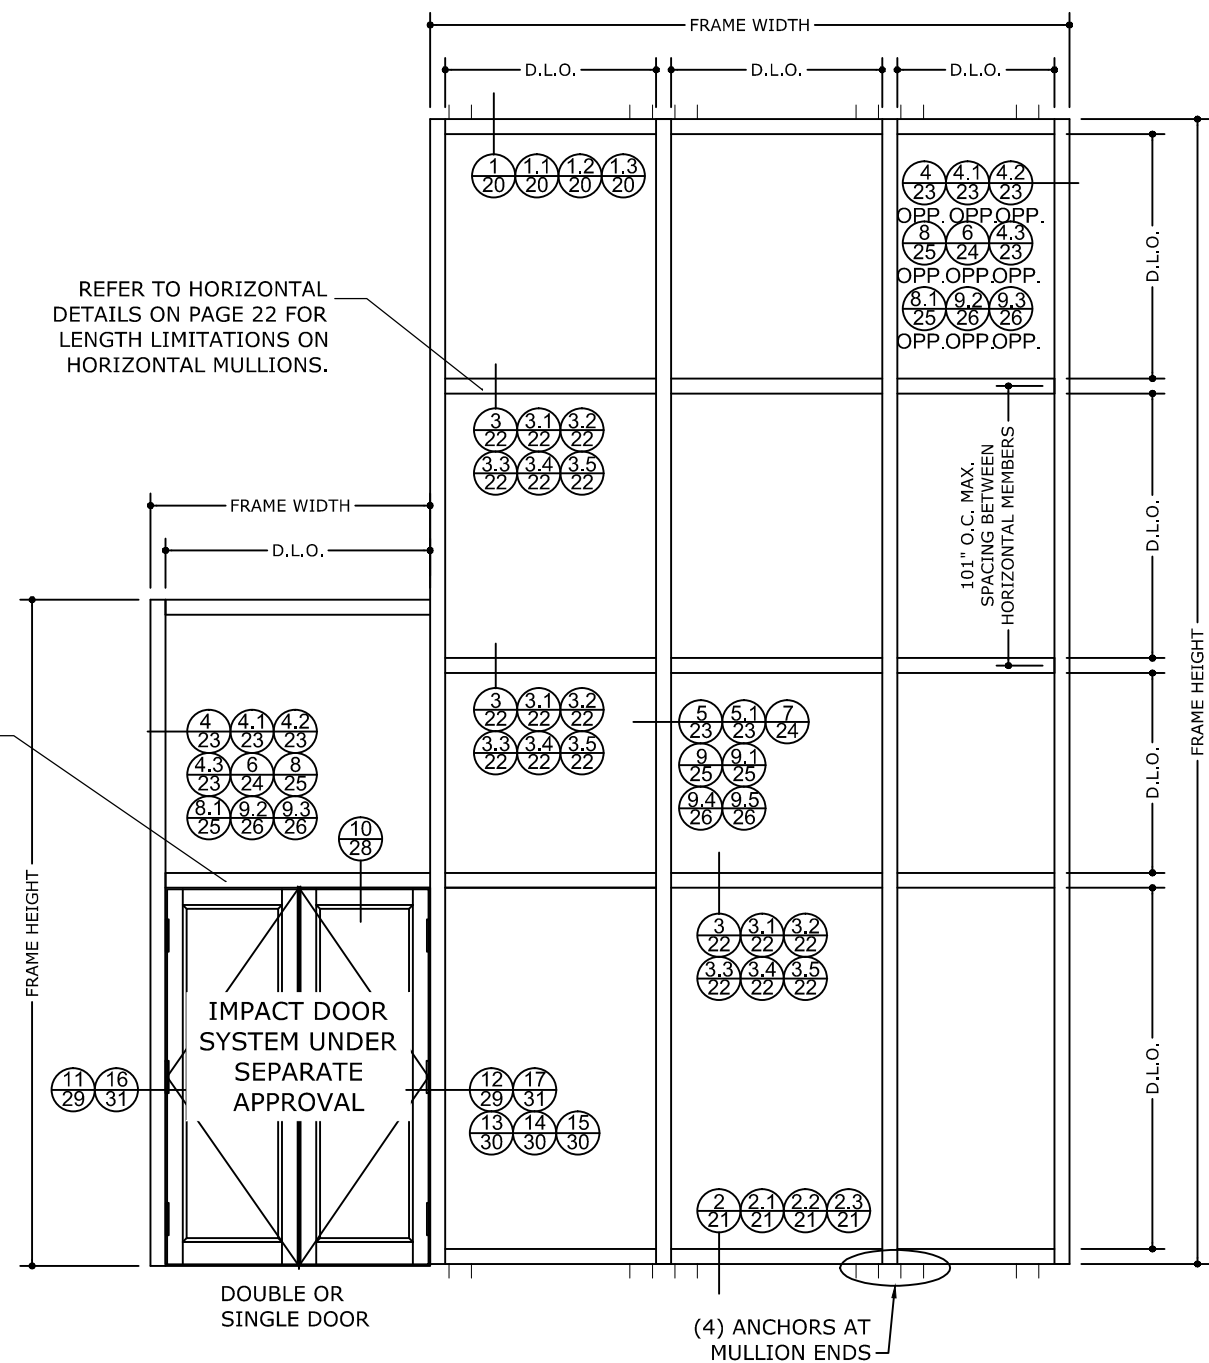 FRAME WIDTH
D.L.O. D.L.O. D.L.O.
1 1.1 1.2 1.3
20 20 20 20
4 4.1 4.2
23 23 23
OPP. OPP. OPP.
8 6 4.3
25 24 23
OPP. OPP. OPP.
8.1 9.2 9.3
25 26 26
OPP. OPP. OPP.
D.L.O.
REFER TO HORIZONTAL
DETAILS ON PAGE 22 FOR
LENGTH LIMITATIONS ON
HORIZONTAL MULLIONS.
3 3.1 3.2
22 22 22
3.3 3.4 3.5
22 22 22
101" O.C. MAX.
SPACING BETWEEN
HORIZONTAL MEMBERS
D.L.O.
FRAME WIDTH
D.L.O.
FRAME HEIGHT
3 3.1 3.2
22 22 22
3.3 3.4 3.5
22 22 22
5 5.1 7
23 23 24
9 9.1
25 25
9.4 9.5
26 26
D.L.O.
4 4.1 4.2
23 23 23
4.3 6 8
23 24 25
8.1 9.2 9.3
25 26 26
10
28
FRAME HEIGHT
3 3.1 3.2
22 22 22
3.3 3.4 3.5
22 22 22
IMPACT DOOR
SYSTEM UNDER
SEPARATE
APPROVAL
11 16
29 31
12 17
29 31
13 14 15
30 30 30
D.L.O.
2 2.1 2.2 2.3
21 21 21 21
DOUBLE OR
SINGLE DOOR
(4) ANCHORS AT
MULLION ENDS